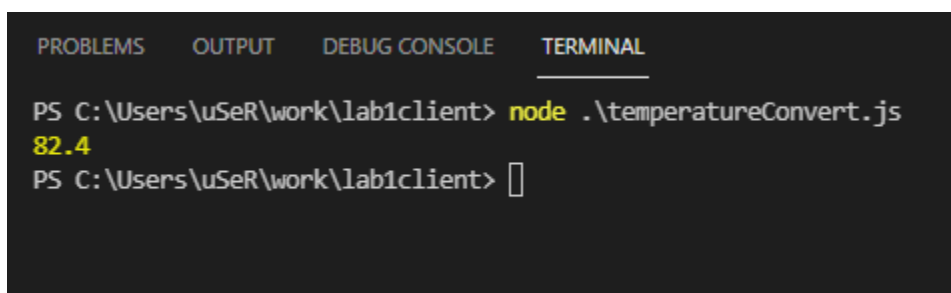 PROBLEMS OUTPUT DEBUG CONSOLE TERMINAL
PS C:\Users\uSeR\work\lab1client> node .\temperatureConvert.js
82.4
PS C:\Users\uSeR\work\lab1client>